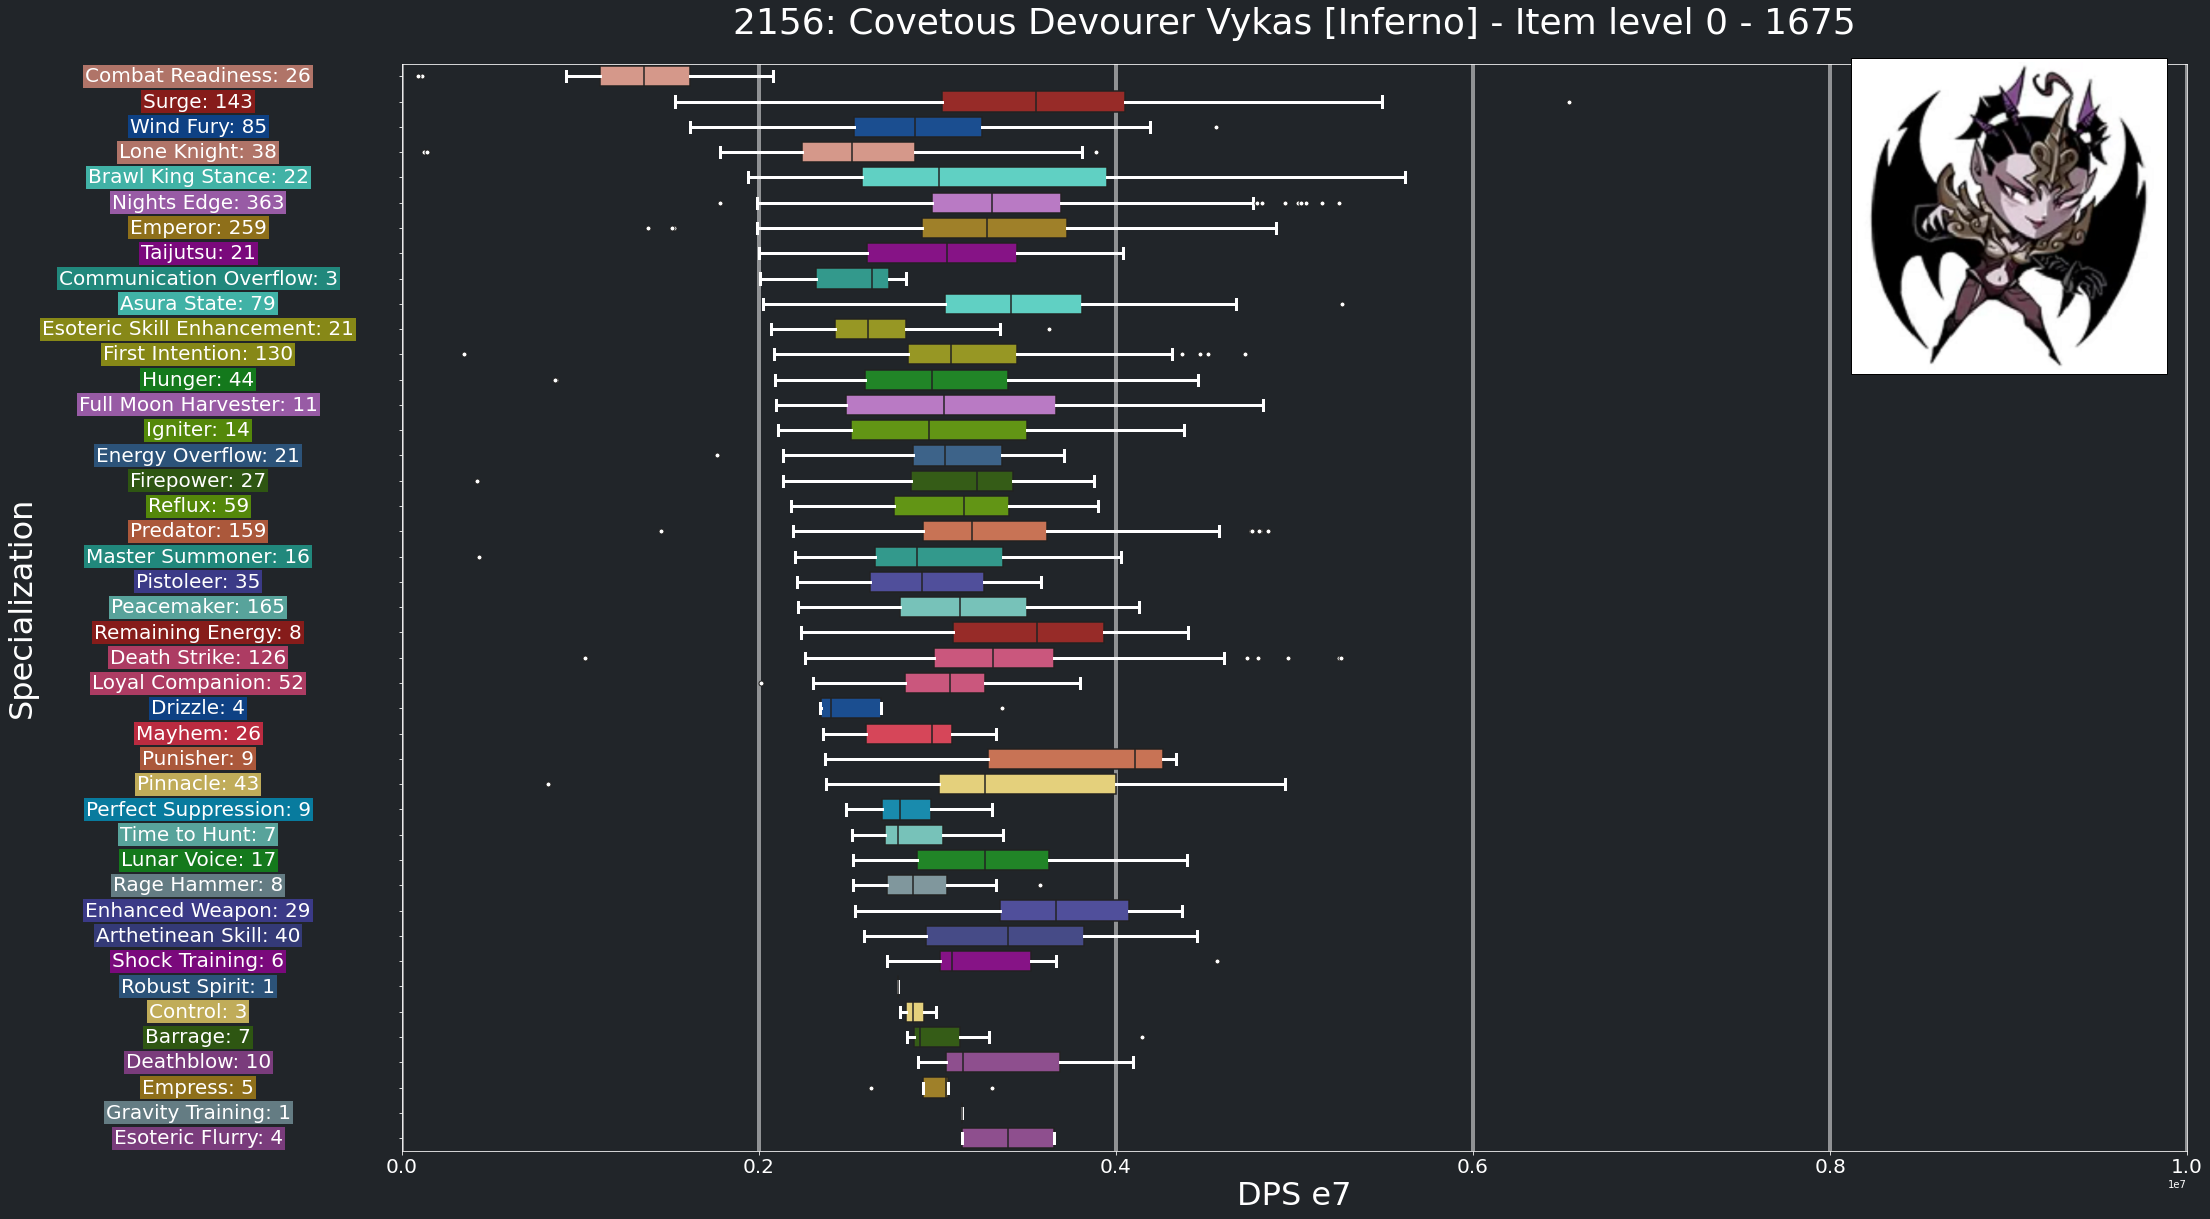 2156: Covetous Devourer Vykas [Inferno] - Item level 0 - 1675
Specialization
Combat Readiness: 26
Surge: 143
Wind Fury: 85
Lone Knight: 38
Brawl King Stance: 22
Nights Edge: 363
Emperor: 259
Taijutsu: 21
Communication Overflow: 3
Asura State: 79
Esoteric Skill Enhancement: 21
First Intention: 130
Hunger: 44
Full Moon Harvester: 11
Igniter: 14
Energy Overflow: 21
Firepower: 27
Reflux: 59
Predator: 159
Master Summoner: 16
Pistoleer: 35
Peacemaker: 165
Remaining Energy: 8
Death Strike: 126
Loyal Companion: 52
Drizzle: 4
Mayhem: 26
Punisher: 9
Pinnacle: 43
Perfect Suppression: 9
Time to Hunt: 7
Lunar Voice: 17
Rage Hammer: 8
Enhanced Weapon: 29
Arthetinean Skill: 40
Shock Training: 6
Robust Spirit: 1
Control: 3
Barrage: 7
Deathblow: 10
Empress: 5
Gravity Training: 1
Esoteric Flurry: 4
0.0 0.2 0.4 0.6 0.8 1.0
1e7
DPS e7